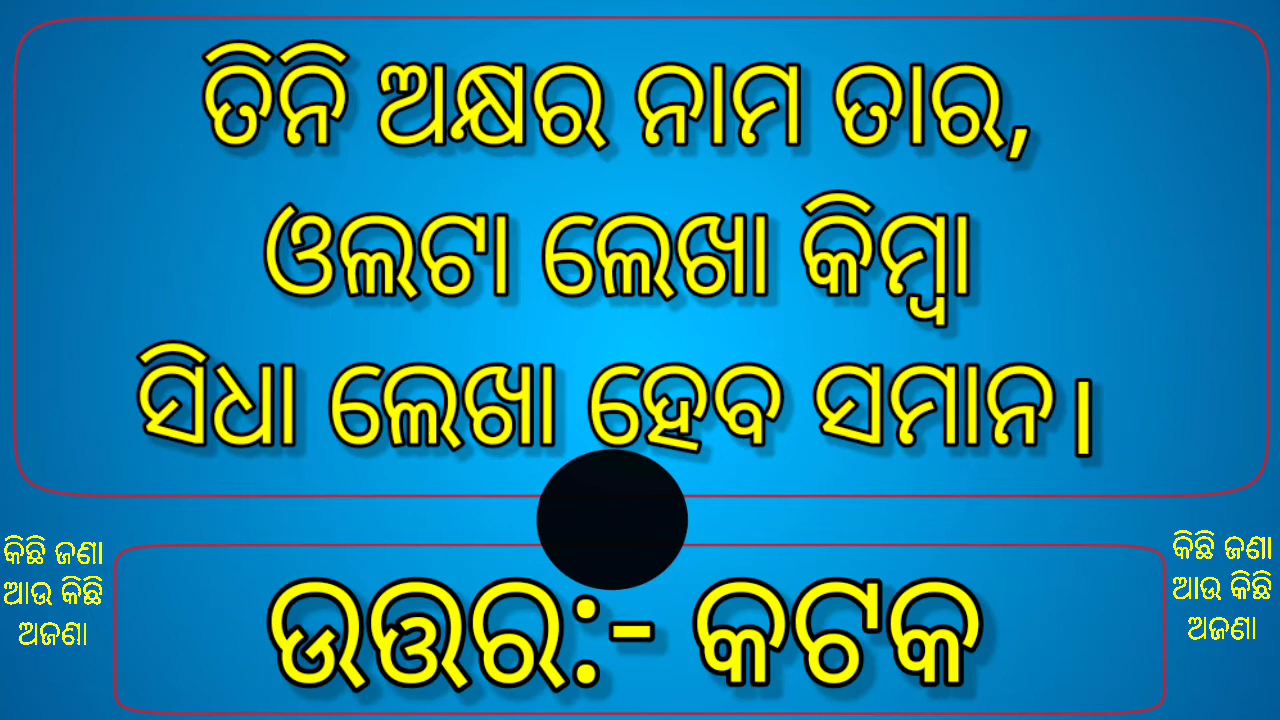 ତିନି ଅକ୍ଷର ନାମ ତାର,
ଓଲଟା ଲେଖା କିମ୍ବା
ସିଧା ଲେଖା ହେବ ସମାନ।
କିଛି ଜଣା
ଆଉ କିଛି
ଅଜଣା
ଉତ୍ତର:- କଟକ
କିଛି ଜଣା
ଆଉ କିଛି
ଅଜଣା